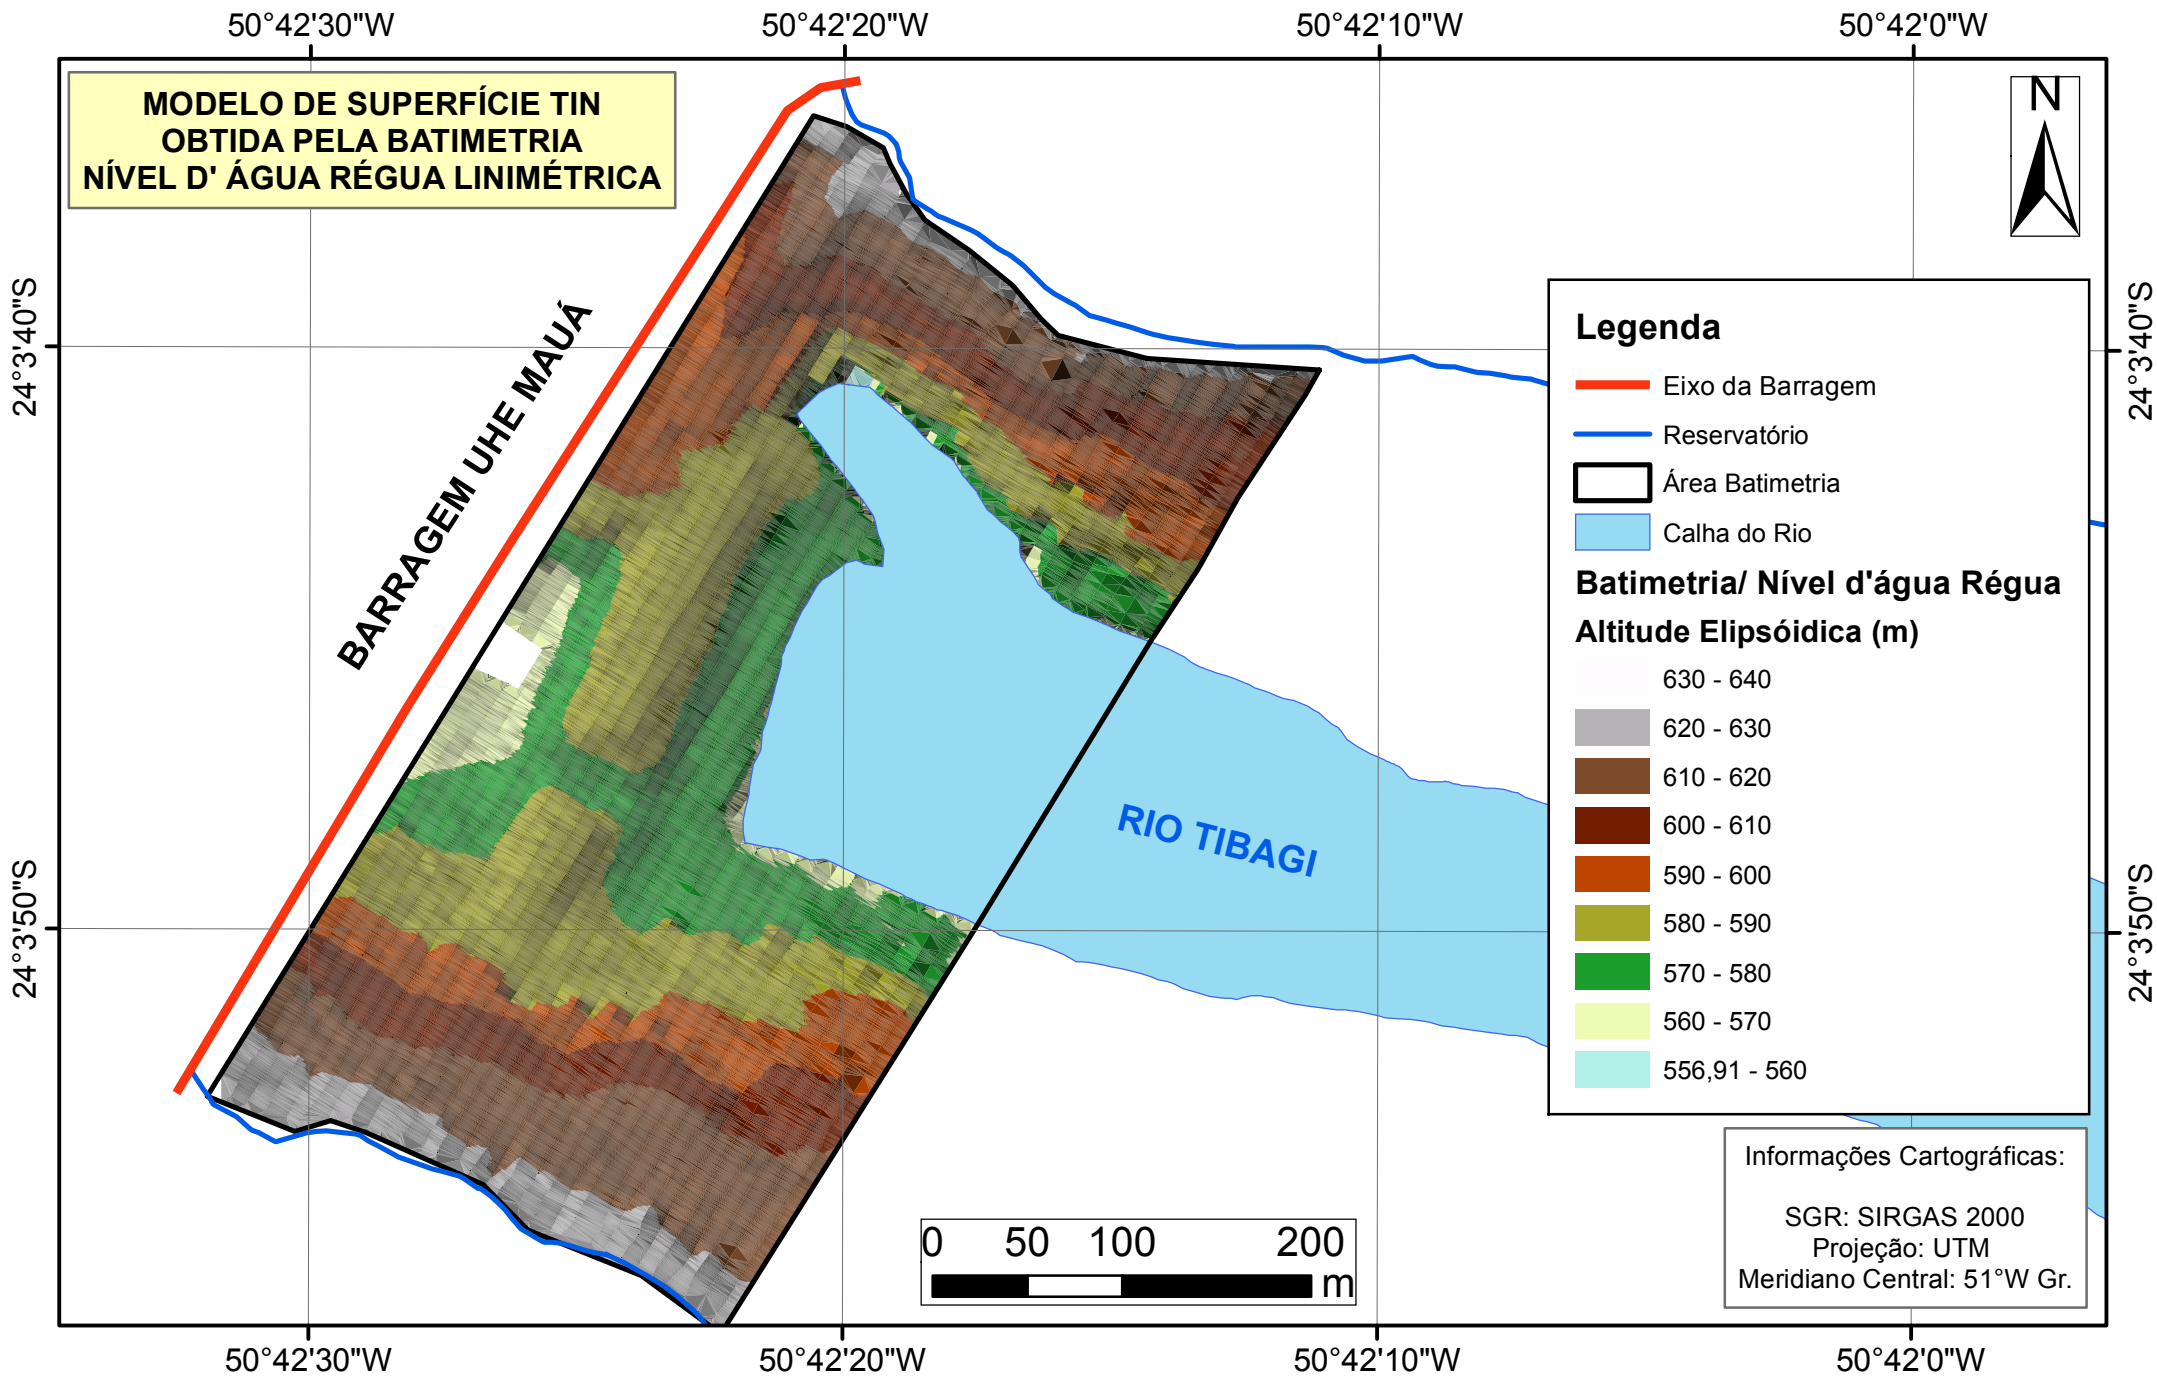 50°42'30"W
50°42'20"W
50°42'10"W
50°42'0"W
MODELO DE SUPERFÍCIE TIN
OBTIDA PELA BATIMETRIA
NÍVEL D' ÁGUA RÉGUA LINIMÉTRICA
N
24°3'40"S
24°3'40"S
BARRAGEM UHE MAUÁ
Legenda
Eixo da Barragem
Reservatório
Área Batimetria
Calha do Rio
Batimetria/ Nível d'água Régua
Altitude Elipsóidica (m)
630 - 640
620 - 630
610 - 620
600 - 610
590 - 600
580 - 590
570 - 580
560 - 570
556,91 - 560
RIO TIBAGI
24°3'50"S
24°3'50"S
Informações Cartográficas:
SGR: SIRGAS 2000
Projeção: UTM
Meridiano Central: 51°W Gr.
0 50 100 200
m
50°42'30"W
50°42'20"W
50°42'10"W
50°42'0"W